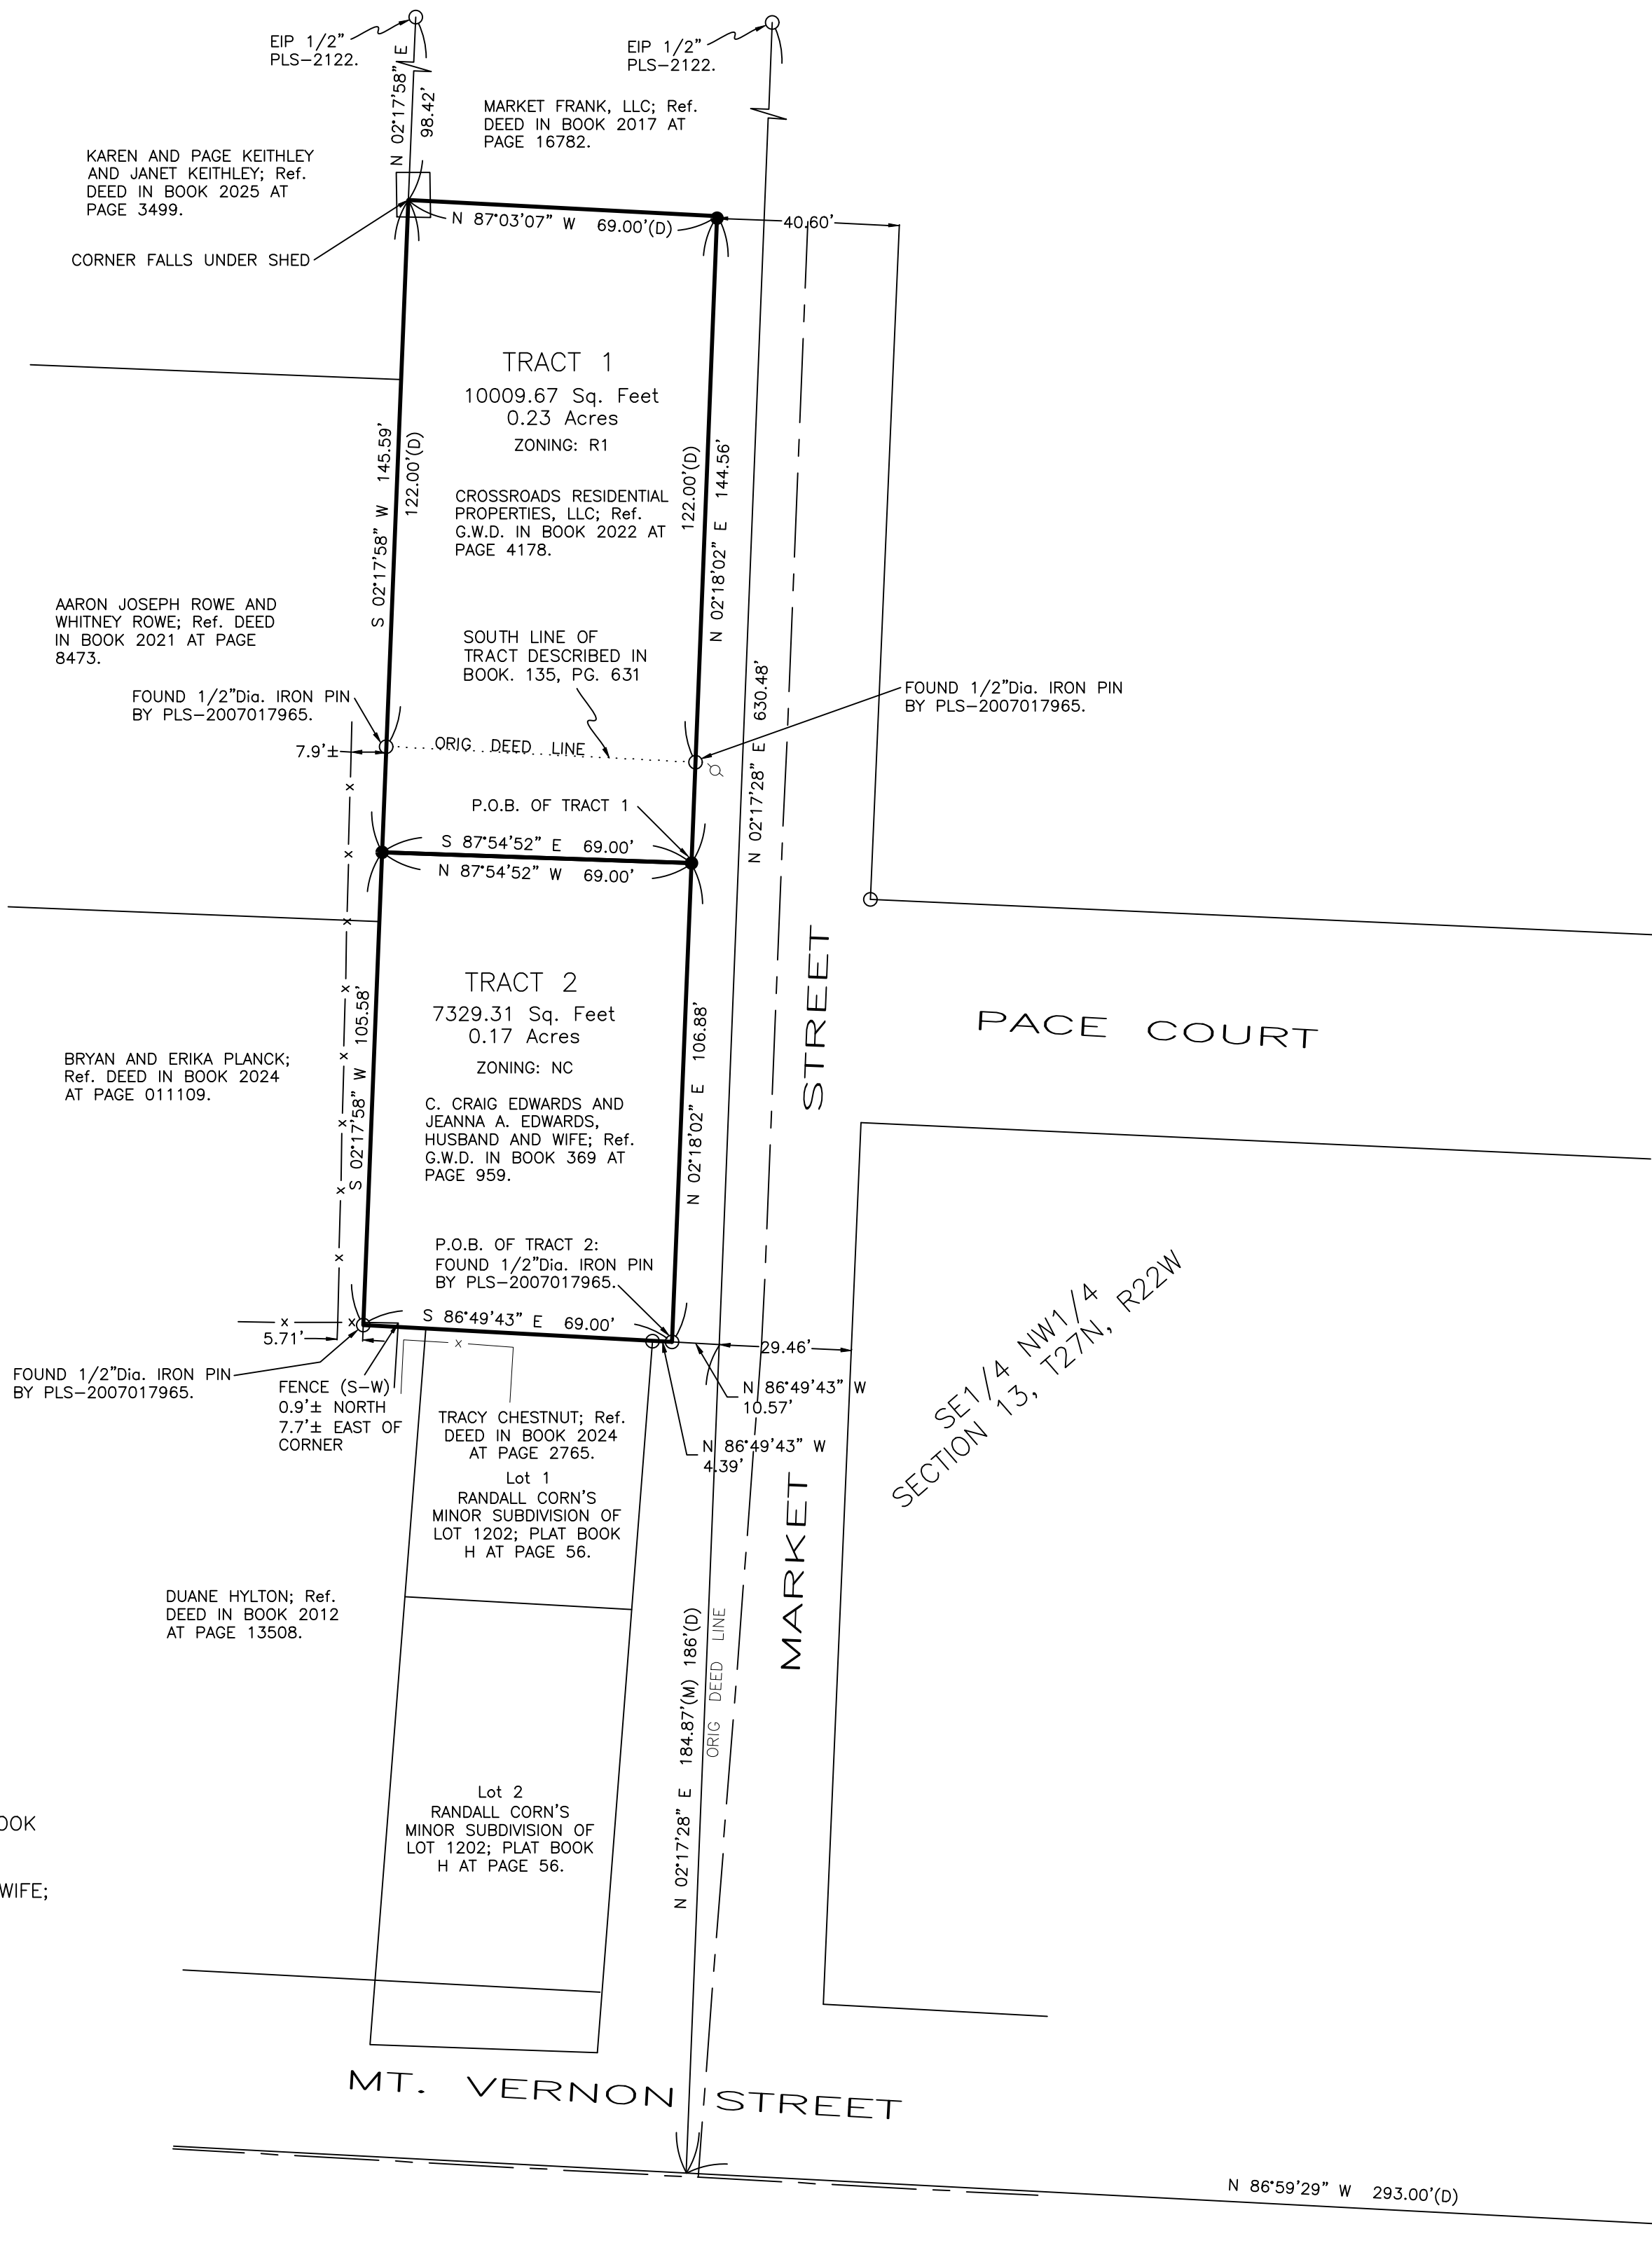 EIP 1/2"
PLS-2122.
EIP 1/2"
PLS-2122.
N 02°17'58" E
98.42'
MARKET FRANK, LLC; Ref.
DEED IN BOOK 2017 AT
PAGE 16782.
KAREN AND PAGE KEITHLEY
AND JANET KEITHLEY; Ref.
DEED IN BOOK 2025 AT
PAGE 3499.
N 87°03'07" W 69.00'(D)
40.60'
CORNER FALLS UNDER SHED
TRACT 1
10009.67 Sq. Feet
0.23 Acres
ZONING: R1
S 02°17'58" W 145.59'
122.00'(D)
122.00'(D)
N 02°18'02" E 144.56'
CROSSROADS RESIDENTIAL
PROPERTIES, LLC; Ref.
G.W.D. IN BOOK 2022 AT
PAGE 4178.
AARON JOSEPH ROWE AND
WHITNEY ROWE; Ref. DEED
IN BOOK 2021 AT PAGE
8473.
SOUTH LINE OF
TRACT DESCRIBED IN
BOOK. 135, PG. 631
N 02°17'28" E 630.48'
FOUND 1/2"Dia. IRON PIN
BY PLS-2007017965.
FOUND 1/2"Dia. IRON PIN
BY PLS-2007017965.
7.9'±
ORIG DEED LINE
P.O.B. OF TRACT 1
S 87°54'52" E 69.00'
N 87°54'52" W 69.00'
x
x
x
x
x
x
x
x
TRACT 2
7329.31 Sq. Feet
0.17 Acres
ZONING: NC
S 02°17'58" W 105.58'
N 02°18'02" E 106.88'
STREET
PACE COURT
BRYAN AND ERIKA PLANCK;
Ref. DEED IN BOOK 2024
AT PAGE 011109.
C. CRAIG EDWARDS AND
JEANNA A. EDWARDS,
HUSBAND AND WIFE; Ref.
G.W.D. IN BOOK 369 AT
PAGE 959.
P.O.B. OF TRACT 2:
FOUND 1/2"Dia. IRON PIN
BY PLS-2007017965.
SE1/4 NW1/4
SECTION 13, T27N, R22W
S 86°49'43" E 69.00'
x
x
x
5.71'
29.46'
FOUND 1/2"Dia. IRON PIN
BY PLS-2007017965.
FENCE (S-W)
0.9'± NORTH
7.7'± EAST OF
CORNER
N 86°49'43" W
10.57'
N 86°49'43" W
4.39'
TRACY CHESTNUT; Ref.
DEED IN BOOK 2024
AT PAGE 2765.
Lot 1
RANDALL CORN'S
MINOR SUBDIVISION OF
LOT 1202; PLAT BOOK
H AT PAGE 56.
MARKET
DUANE HYLTON; Ref.
DEED IN BOOK 2012
AT PAGE 13508.
N 02°17'28" E 184.87'(M) 186'(D)
ORIG DEED LINE
Lot 2
RANDALL CORN'S
MINOR SUBDIVISION OF
LOT 1202; PLAT BOOK
H AT PAGE 56.
OOK
WIFE;
MT. VERNON STREET
N 86°59'29" W 293.00'(D)